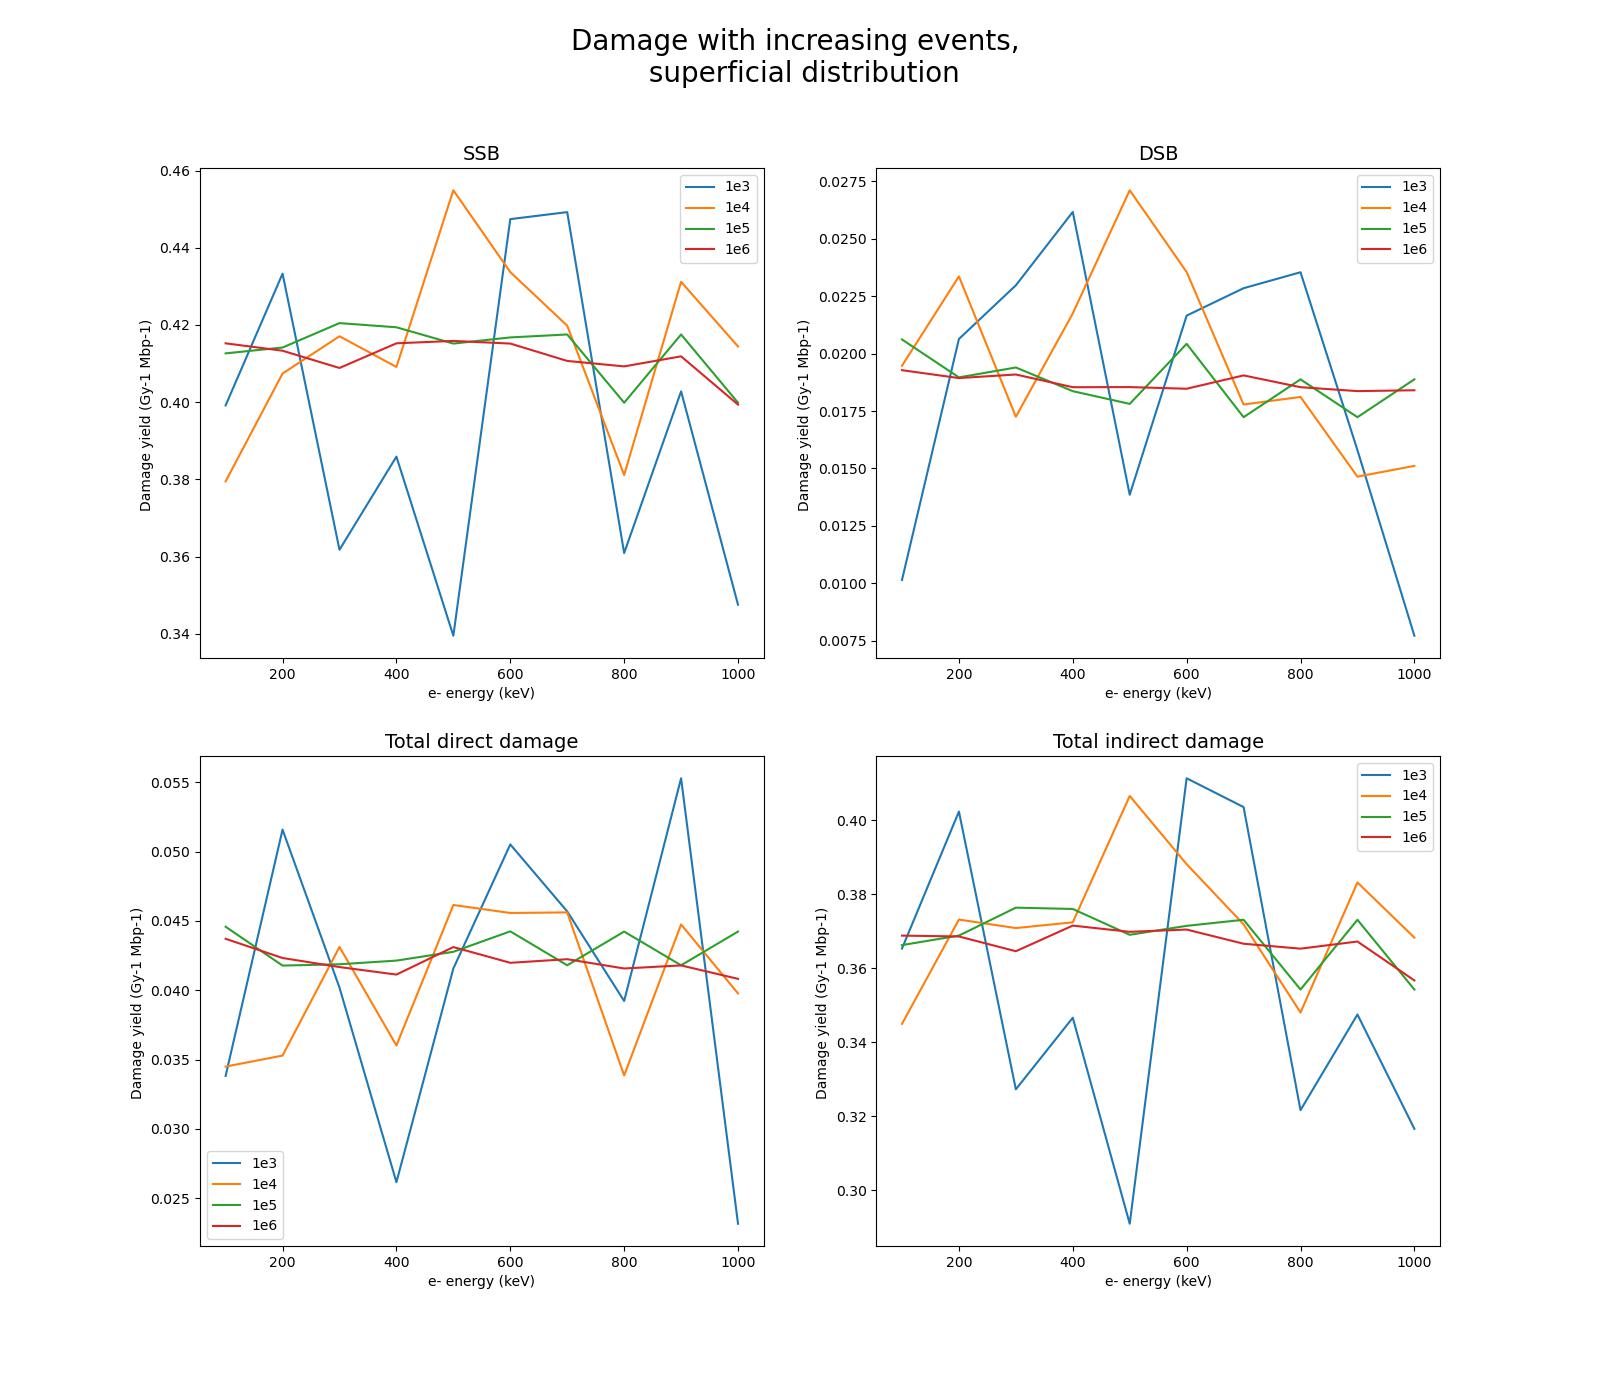 Damage with increasing events,
superficial distribution
SSB
0.46
0.44
0.42
0.40
0.38
0.36
0.34
Damage yield (Gy-1 Mbp-1)
1e3
1e4
1e5
1e6
200 400 600 800 1000
e- energy (keV)
DSB
0.0275
0.0250
0.0225
0.0200
0.0175
0.0150
0.0125
0.0100
0.0075
Damage yield (Gy-1 Mbp-1)
1e3
1e4
1e5
1e6
200 400 600 800 1000
e- energy (keV)
Total direct damage
0.055
0.050
0.045
0.040
0.035
0.030
0.025
Damage yield (Gy-1 Mbp-1)
1e3
1e4
1e5
1e6
200 400 600 800 1000
e- energy (keV)
Total indirect damage
0.40
0.38
0.36
0.34
0.32
0.30
Damage yield (Gy-1 Mbp-1)
1e3
1e4
1e5
1e6
200 400 600 800 1000
e- energy (keV)